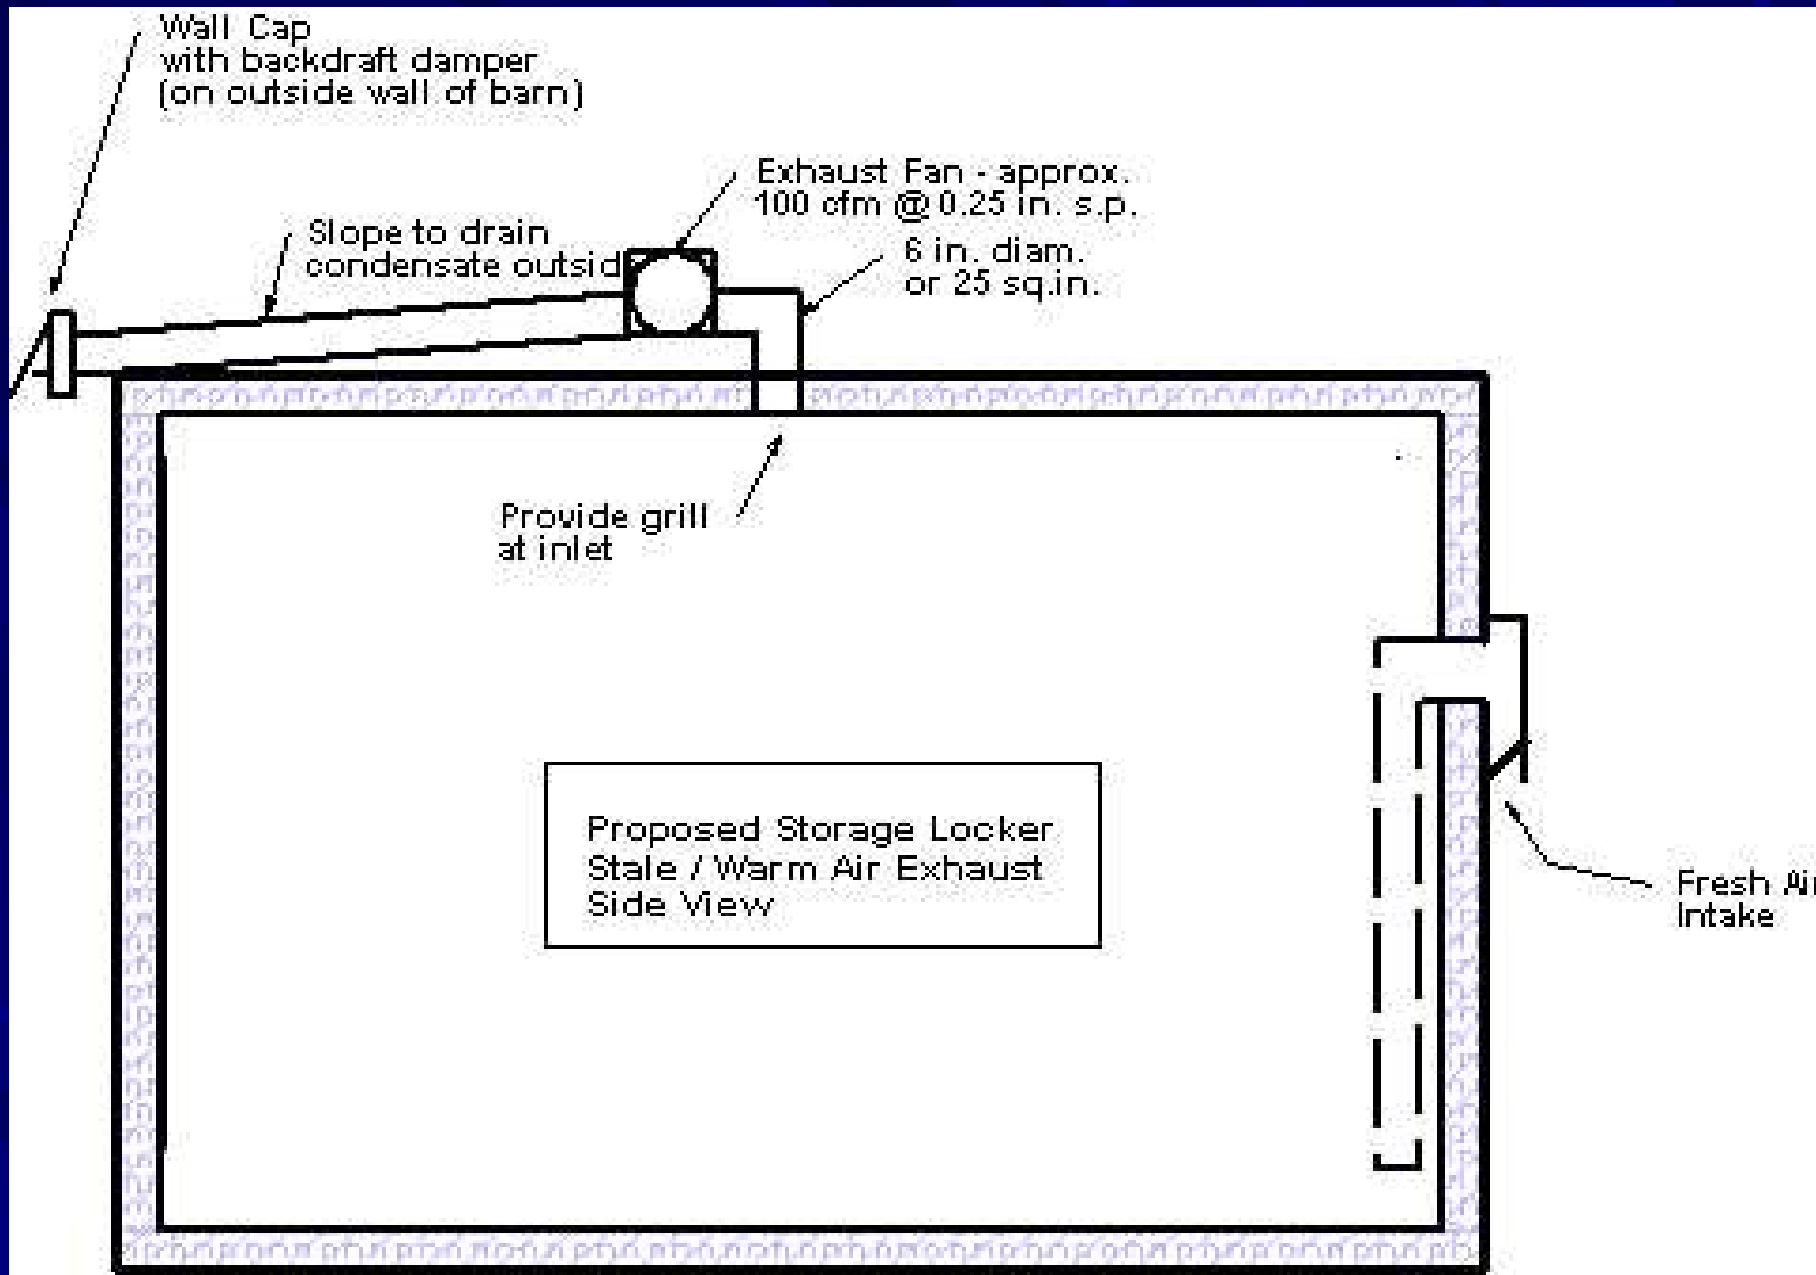 Wall Cap
with backdraft damper
(on outside wall of barn)
Exhaust Fan - approx.
100 cfm @ 0.25 in. s.p.
Slope to drain
condensate outsid
6 in. diam.
or 25 sq.in.
Provide grill
at inlet
Proposed Storage Locker
Stale / Warm Air Exhaust
Side View
Fresh Air
Intake